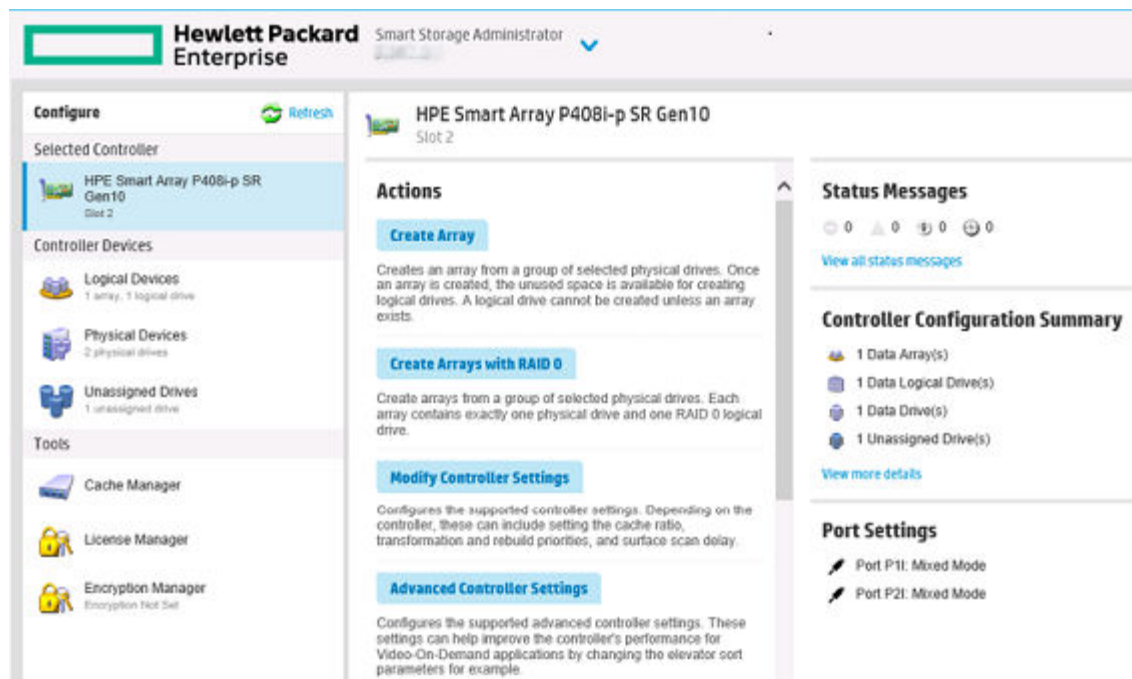 Hewlett Packard
Enterprise
Smart Storage Administrator
Configure
Refresh
Selected Controller
HPE Smart Array P408i-p SR
Gen10
Slot 2
Controller Devices
Logical Devices
1 array, 1 logical drive
Physical Devices
2 physical drives
Unassigned Drives
1 unassigned drive
Tools
Cache Manager
License Manager
Encryption Manager
Encryption Not Set
HPE Smart Array P408i-p SR Gen10
Slot 2
Actions
Create Array
Creates an array from a group of selected physical drives. Once
an array is created, the unused space is available for creating
logical drives. A logical drive cannot be created unless an array
exists.
Create Arrays with RAID 0
Create arrays from a group of selected physical drives. Each
array contains exactly one physical drive and one RAID 0 logical
drive.
Modify Controller Settings
Configures the supported controller settings. Depending on the
controller, these can include setting the cache ratio,
transformation and rebuild priorities, and surface scan delay.
Advanced Controller Settings
Configures the supported advanced controller settings. These
settings can help improve the controller's performance for
Video-On-Demand applications by changing the elevator sort
parameters for example.
Status Messages
0 0 0 0
View all status messages
Controller Configuration Summary
1 Data Array(s)
1 Data Logical Drive(s)
1 Data Drive(s)
1 Unassigned Drive(s)
View more details
Port Settings
Port P1I: Mixed Mode
Port P2I: Mixed Mode